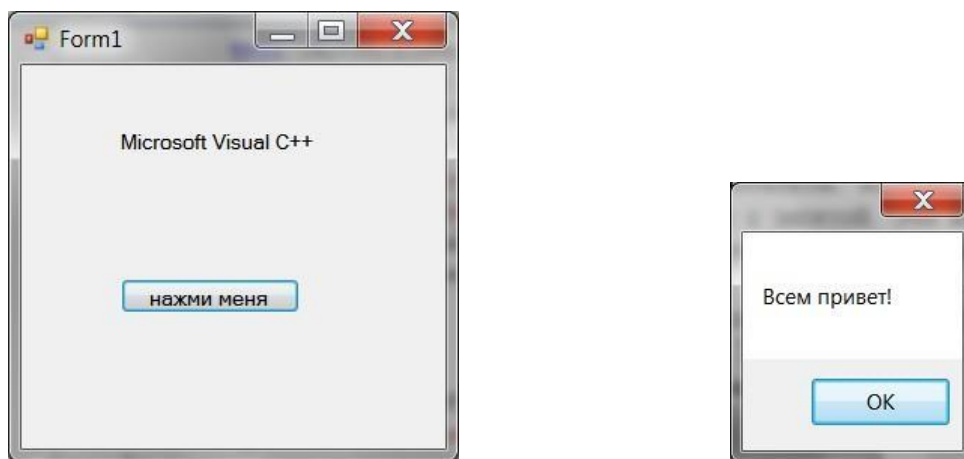 Form1
Microsoft Visual C++
нажми меня
Всем привет!
OK